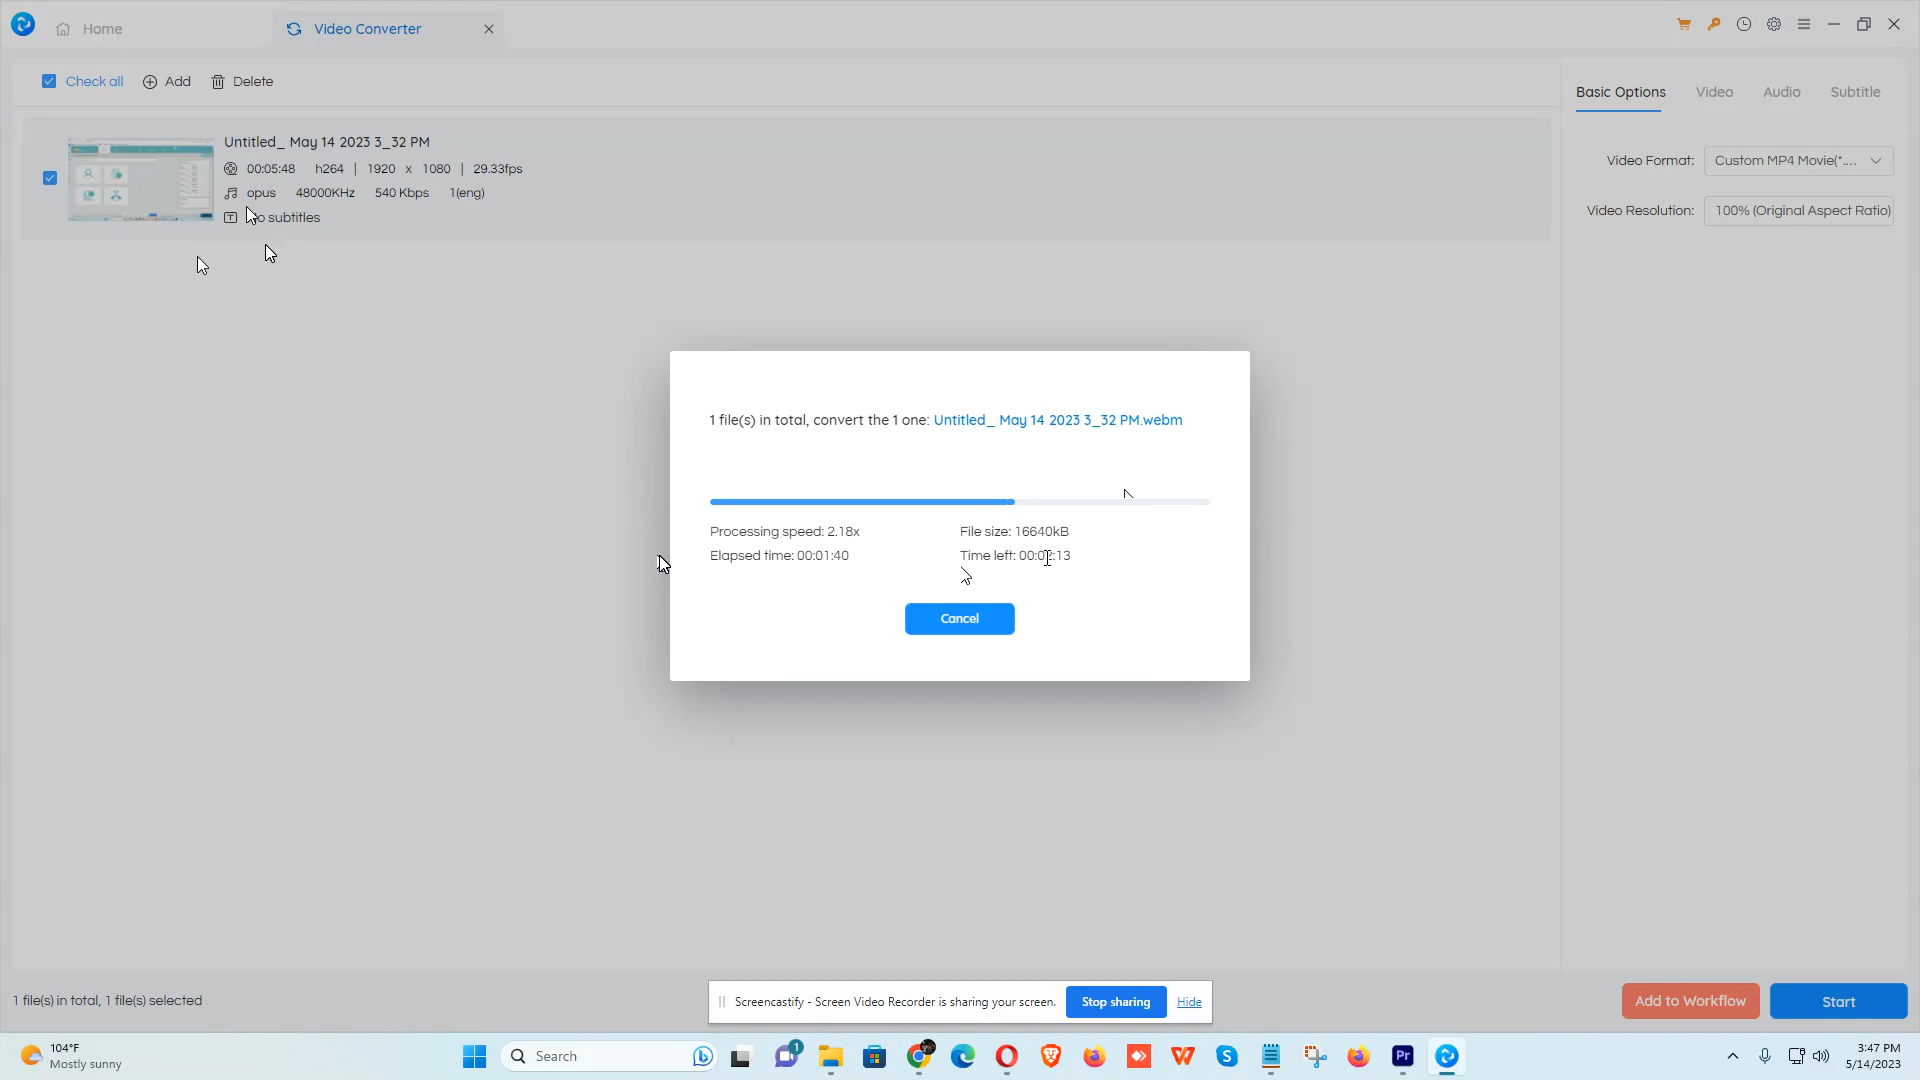 Home
Video Converter
Check all
Add
Delete
Basic Options
Video
Audio
Subtitle
Untitled_ May 14 2023 3_32 PM
00:05:48 h264 | 1920 x 1080 | 29.33fps
opus 48000KHz 540 Kbps 1(eng)
T
subtitles
Video Format: Custom MP4 Movie(*....
Video Resolution: 100% (Original Aspect Ratio)
1 file(s) in total, convert the 1 one: Untitled_ May 14 2023 3_32 PM.webm
Processing speed: 2.18x
File size: 16640kB
Elapsed time: 00:01:40
Time left: 00:02:13
Cancel
1 file(s) in total, 1 file(s) selected
Screencastify - Screen Video Recorder is sharing your screen.
Stop sharing
Hide
Add to Workflow
Start
104°F
Mostly sunny
Search
1
W
S
Pr
3:47 PM
5/14/2023